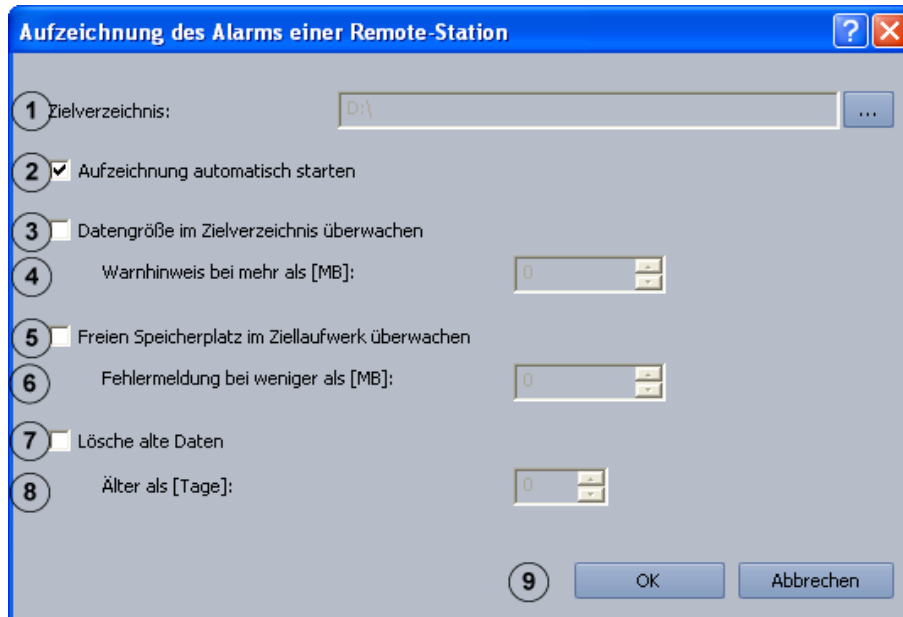 Aufzeichnung des Alarms einer Remote-Station ?
1 Zielverzeichnis: D:\ ...
2 Aufzeichnung automatisch starten
3 Datengröße im Zielverzeichnis überwachen
4 Warnhinweis bei mehr als [MB]: 0
5 Freien Speicherplatz im Ziellaufwerk überwachen
6 Fehlermeldung bei weniger als [MB]: 0
7 Lösche alte Daten
8 Älter als [Tage]: 0
9 OK Abbrechen